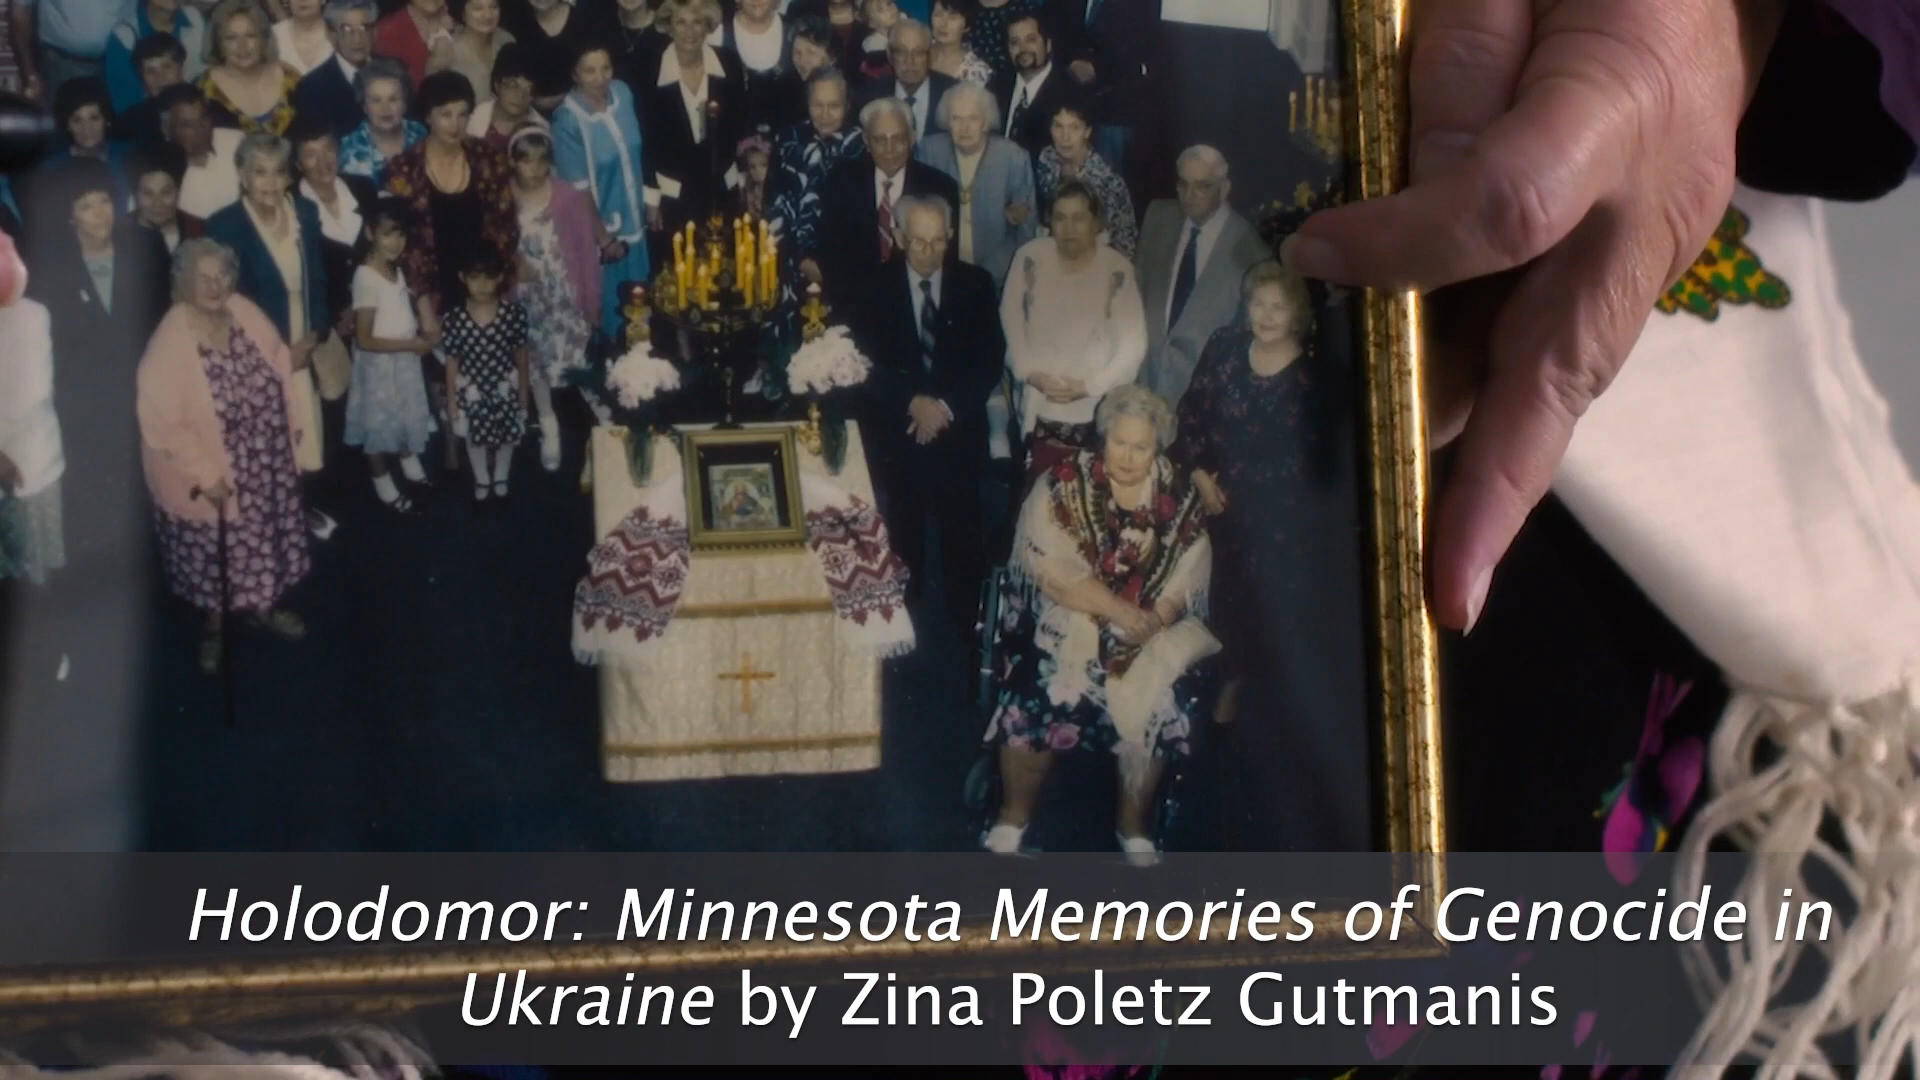 Holodomor: Minnesota Memories of Genocide in
Ukraine by Zina Poletz Gutmanis